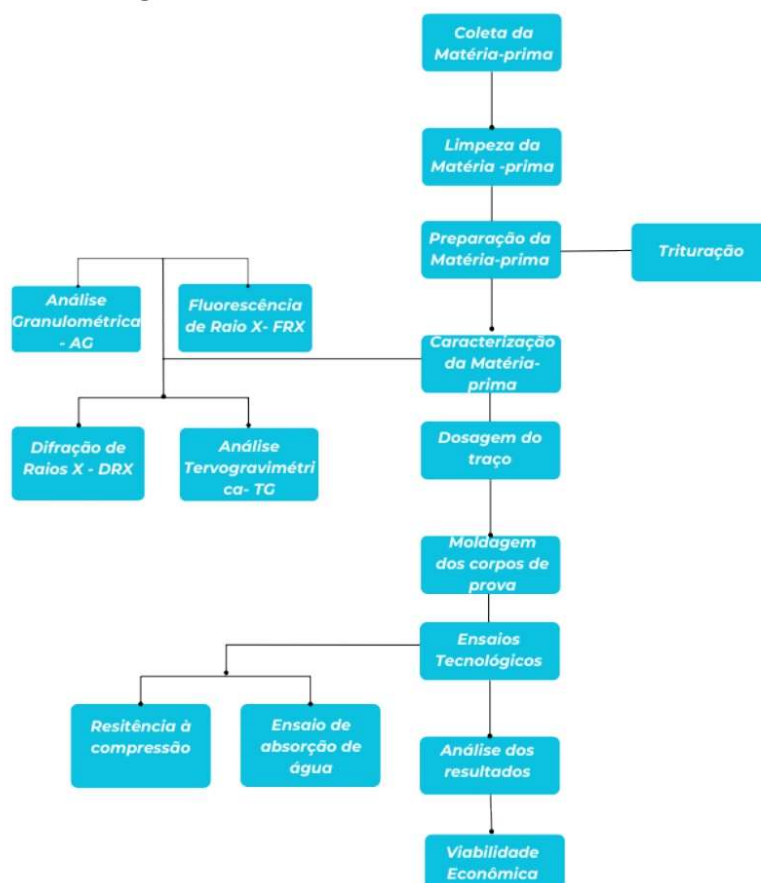 Coleta da
Matéria-prima
Limpeza da
Matéria -prima
Preparação da
Matéria-prima
Trituração
Análise
Granulométrica
- AG
Fluorescência
de Raio X- FRX
Caracterização
da Matéria-
prima
Difração de
Raios X - DRX
Análise
Tervogravimétri
ca- TG
Dosagem do
traço
Moldagem
dos corpos de
prova
Ensaios
Tecnológicos
Resitência à
compressão
Ensaio de
absorção de
água
Análise dos
resultados
Viabilidade
Econômica